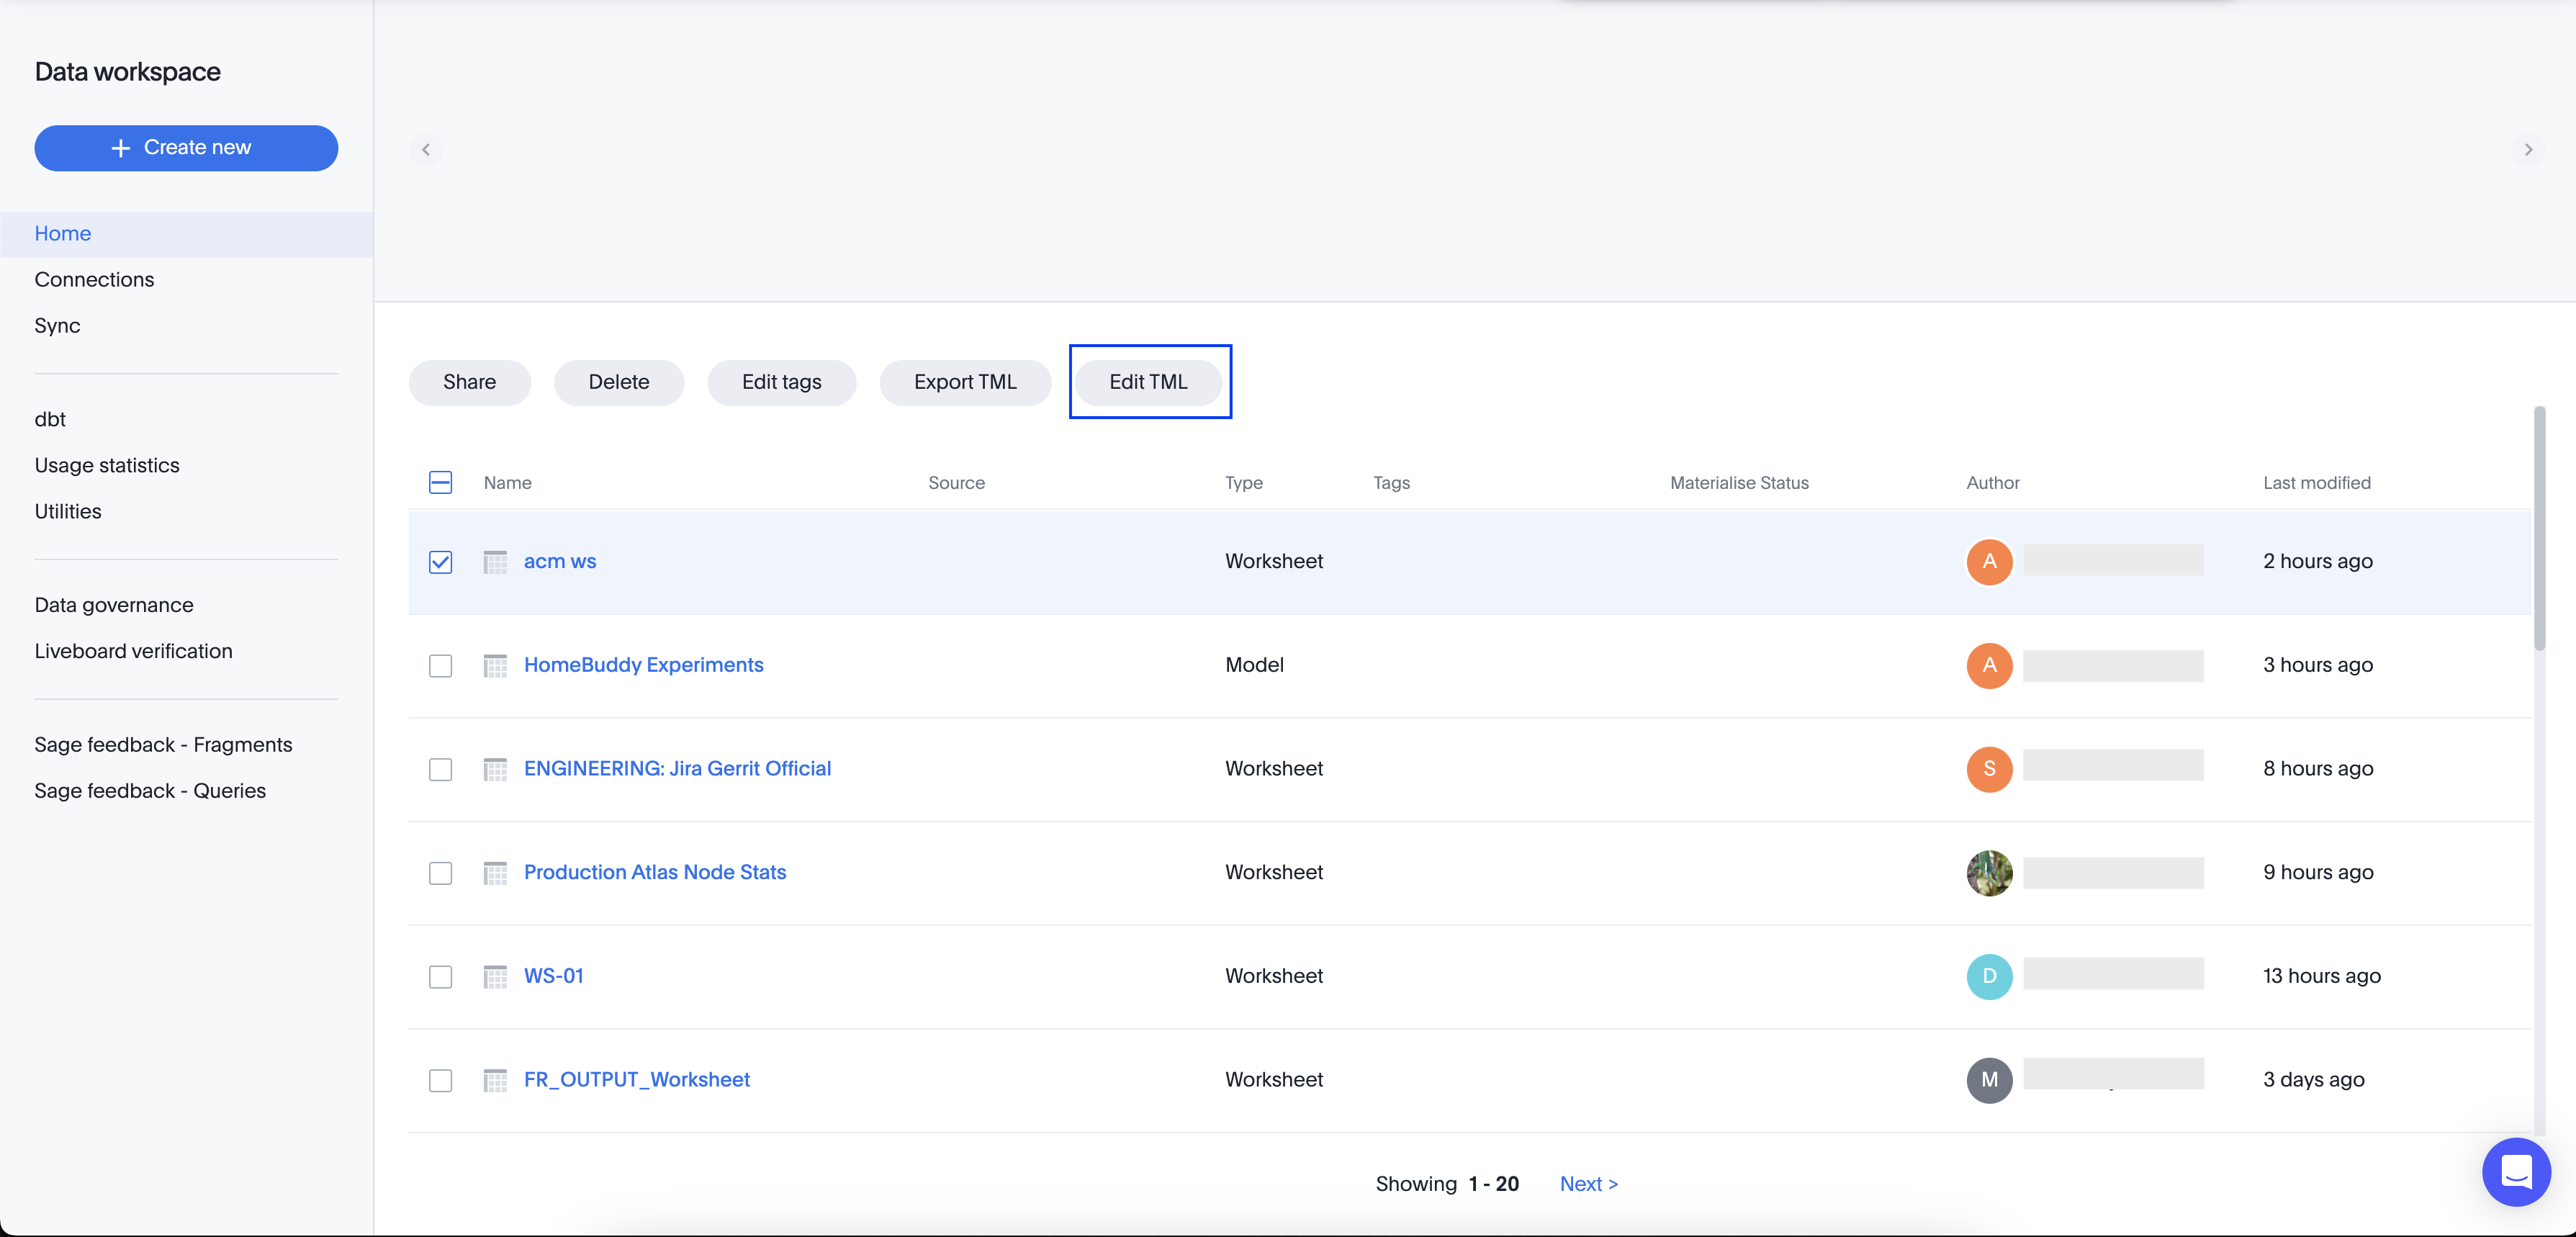 Data workspace
+ Create new
Home
Connections
Sync
dbt
Usage statistics
Utilities
Data governance
Liveboard verification
Sage feedback - Fragments
Sage feedback - Queries
Share Delete Edit tags Export TML Edit TML
Name Source Type Tags Materialise Status Author Last modified
acm ws Worksheet A 2 hours ago
HomeBuddy Experiments Model A 3 hours ago
ENGINEERING: Jira Gerrit Official Worksheet S 8 hours ago
Production Atlas Node Stats Worksheet 9 hours ago
WS-01 Worksheet D 13 hours ago
FR_OUTPUT_Worksheet Worksheet M 3 days ago
Showing 1 - 20 Next >